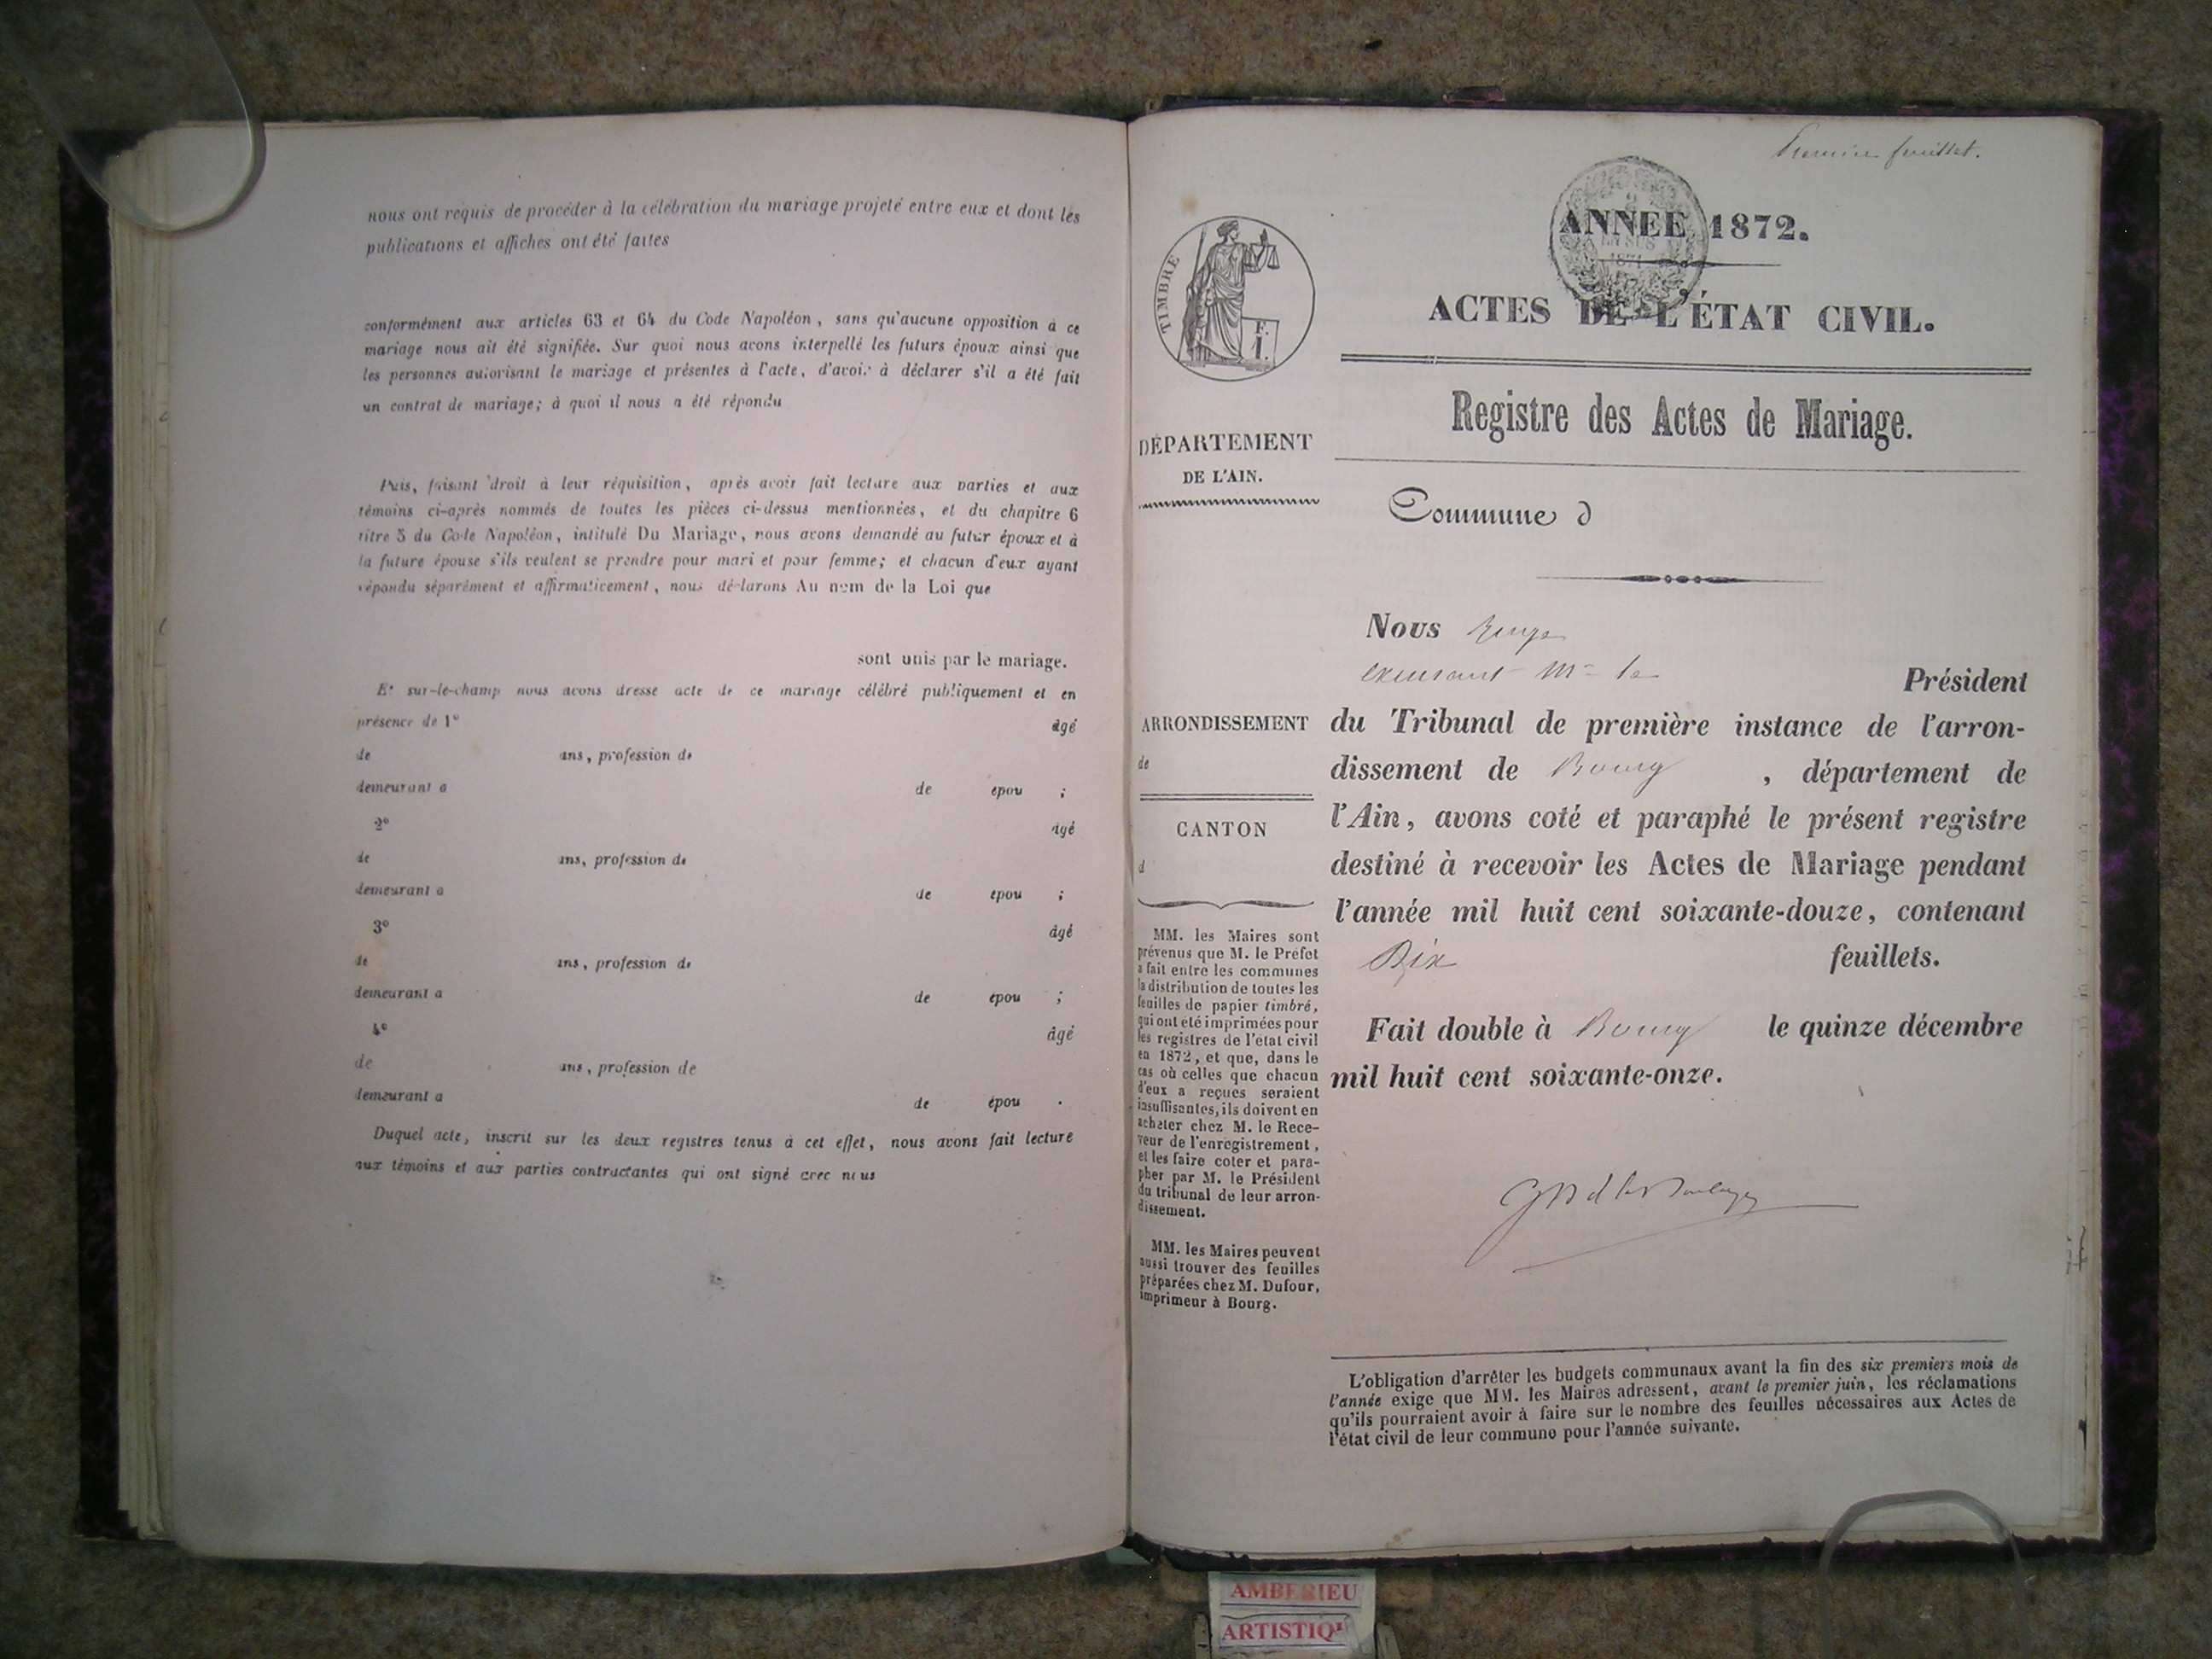 nous ont requis de procéder à la célébration du mariage projeté entre eux et dont les
publications et affiches ont été faites
conformément aux articles 63 et 64 du Code Napoléon, sans qu'aucune opposition à ce
mariage nous ait été signifiée. Sur quoi nous avons interpellé les futurs époux ainsi que
les personnes autorisant le mariage et présentes à l'acte, d'avoir à déclarer s'il a été fait
un contrat de mariage; à quoi il nous a été répondu
Puis, faisant droit à leur réquisition, après avoir fait lecture aux parties et aux
témoins ci-après nommés de toutes les pièces ci-dessus mentionnées, et du chapitre 6
titre 5 du Code Napoléon, intitulé Du Mariage, nous avons demandé au futur époux et à
la future épouse s'ils veulent se prendre pour mari et pour femme; et chacun d'eux ayant
répondu séparément et affirmativement, nous déclarons Au nom de la Loi que
sont unis par le mariage.
Et sur-le-champ nous avons dressé acte de ce mariage célébré publiquement et en
présence de 1° âgé
de ans, profession de
demeurant a de epou ;
2° âgé
de ans, profession de
demeurant a de epou ;
3° âgé
de ans, profession de
demeurant a de épou ;
4° âgé
de ans, profession de
demeurant a de épou .
Duquel acte, inscrit sur les deux registres tenus à cet effet, nous avons fait lecture
aux témoins et aux parties contractantes qui ont signé avec nous
Premier feuillet.
ANNEE 1872.
ACTES DE L'ÉTAT CIVIL.
Registre des Actes de Mariage.
TIMBRE
F.
I.
DÉPARTEMENT
DE L'AIN.
Commune d
ARRONDISSEMENT
de
CANTON
d
MM. les Maires sont
prévenus que M. le Préfet
a fait entre les communes
la distribution de toutes les
feuilles de papier timbré,
qui ont été imprimées pour
les registres de l'état civil
en 1872, et que, dans le
cas où celles que chacun
d'eux a reçues seraient
insuffisantes, ils doivent en
acheter chez M. le Rece-
veur de l'enregistrement,
et les faire coter et para-
pher par M. le Président
du tribunal de leur arron-
dissement.
MM. les Maires peuvent
aussi trouver des feuilles
préparées chez M. Dufour,
imprimeur à Bourg.
Nous Juge
excusant Mr le Président
du Tribunal de première instance de l'arron-
dissement de Bourg , département de
l'Ain, avons coté et paraphé le présent registre
destiné à recevoir les Actes de Mariage pendant
l'année mil huit cent soixante-douze, contenant
Dix feuillets.
Fait double à Bourg le quinze décembre
mil huit cent soixante-onze.
L'obligation d'arrêter les budgets communaux avant la fin des six premiers mois de
l'année exige que MM. les Maires adressent, avant le premier juin, les réclamations
qu'ils pourraient avoir à faire sur le nombre des feuilles nécessaires aux Actes de
l'état civil de leur commune pour l'année suivante.
AMBERIEU
ARTISTIQ